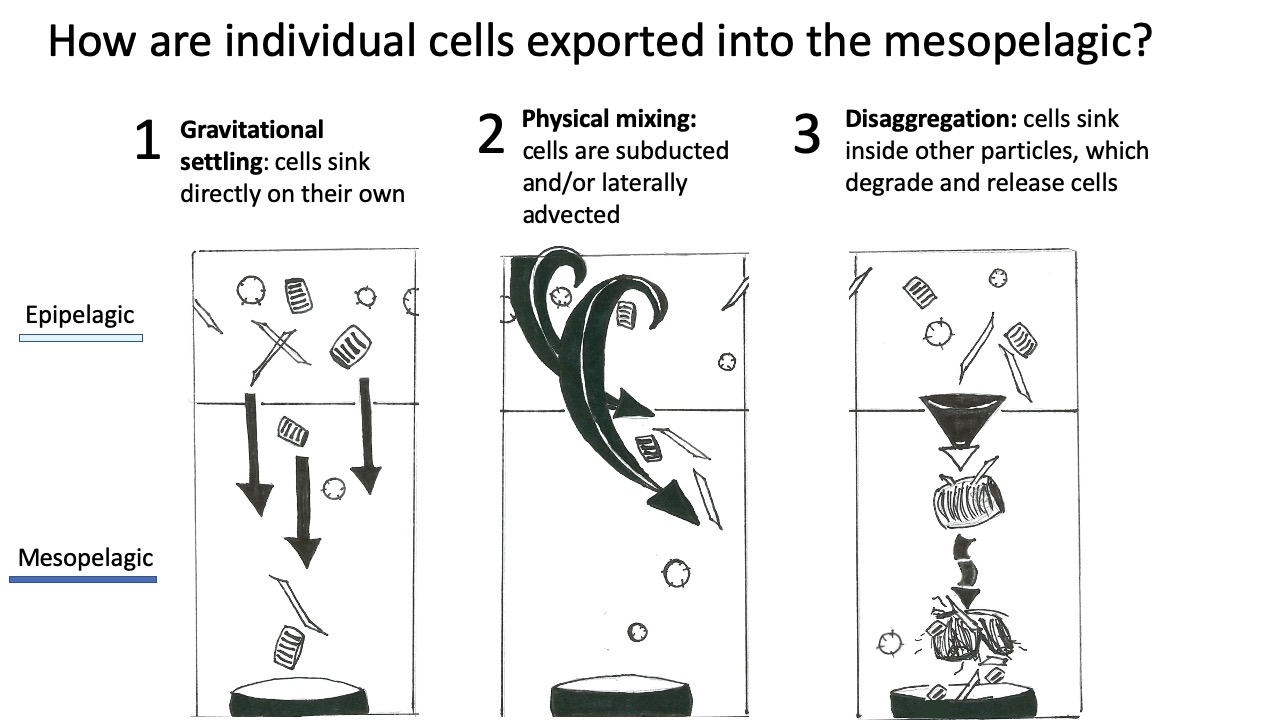 How are individual cells exported into the mesopelagic?
1
Gravitational
settling: cells sink
directly on their own
2
Physical mixing:
cells are subducted
and/or laterally
advected
3
Disaggregation: cells sink
inside other particles, which
degrade and release cells
Epipelagic
Mesopelagic